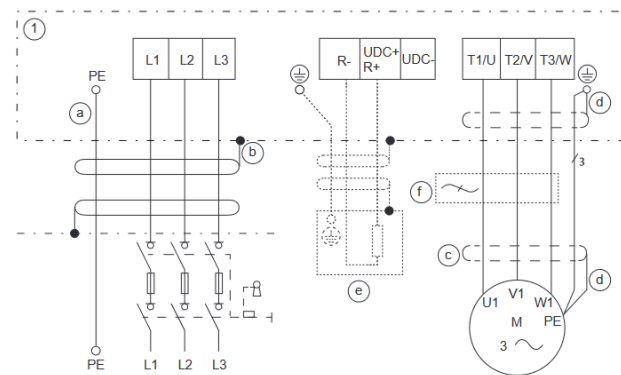 1
L1 L2 L3
R- UDC+ R+ UDC-
T1/U T2/V T3/W
PE
a
d
b
3
f
c
d
e
U1 V1 W1
M PE
3
PE L1 L2 L3